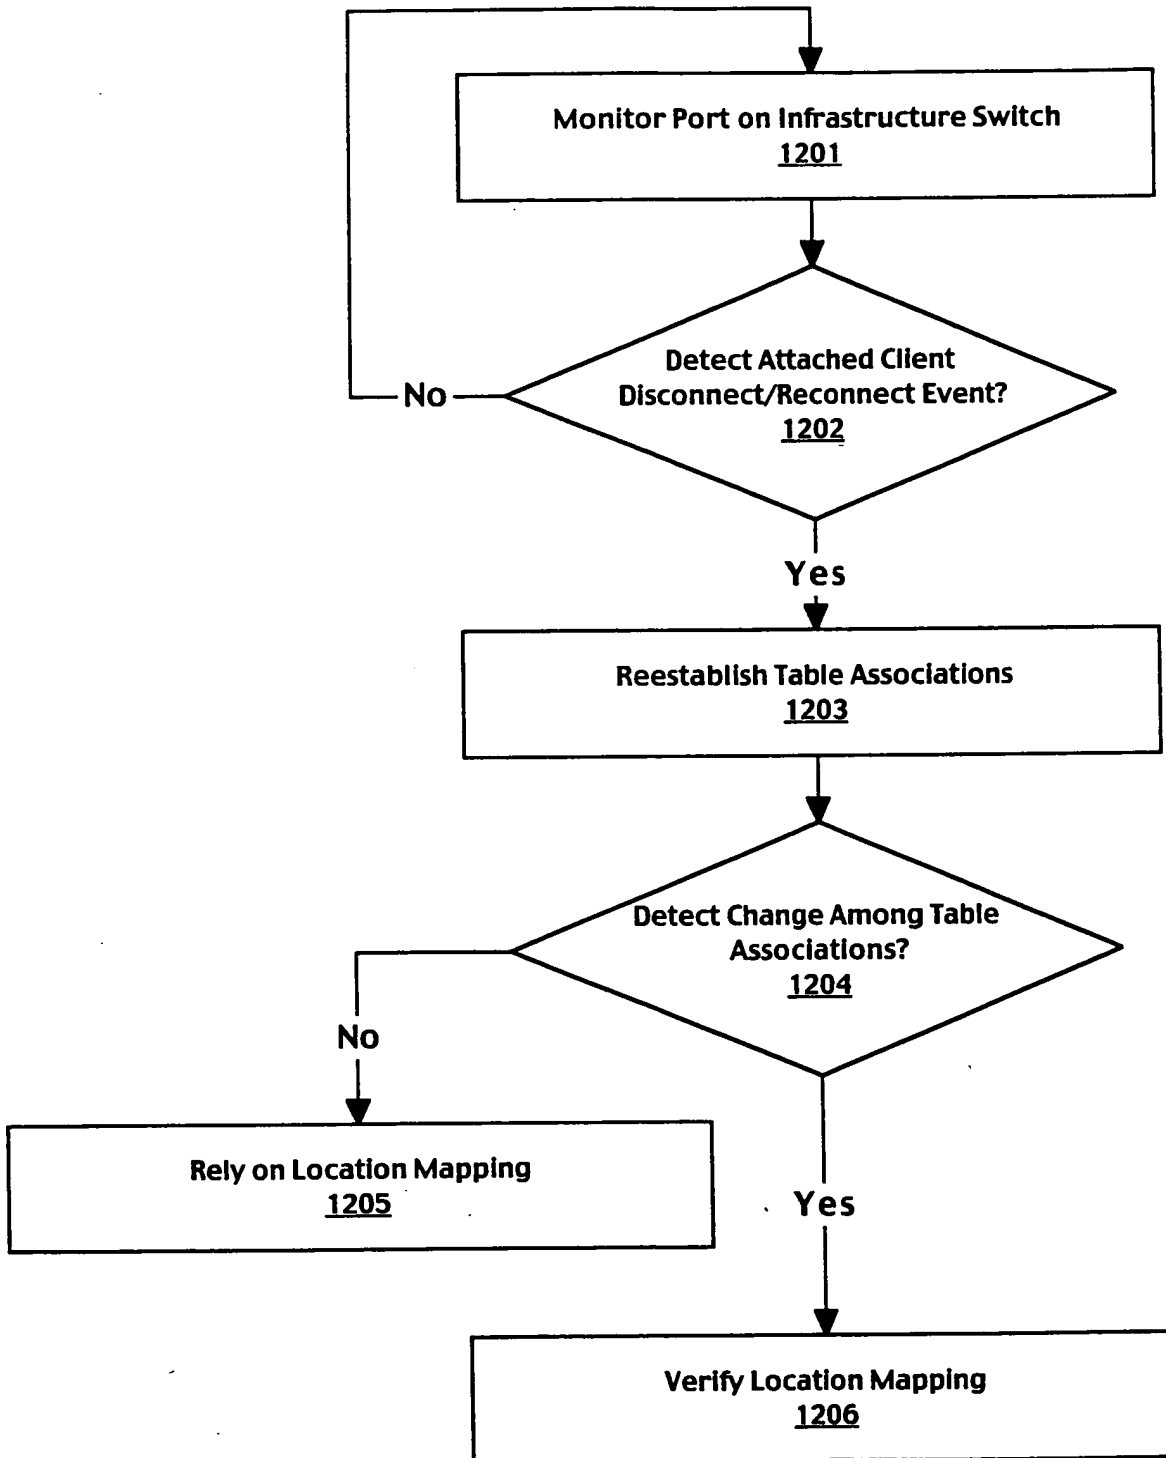 Monitor Port on Infrastructure Switch
1201
Detect Attached Client
Disconnect/Reconnect Event?
1202
No
Yes
Reestablish Table Associations
1203
Detect Change Among Table
Associations?
1204
No
Rely on Location Mapping
1205
Yes
Verify Location Mapping
1206